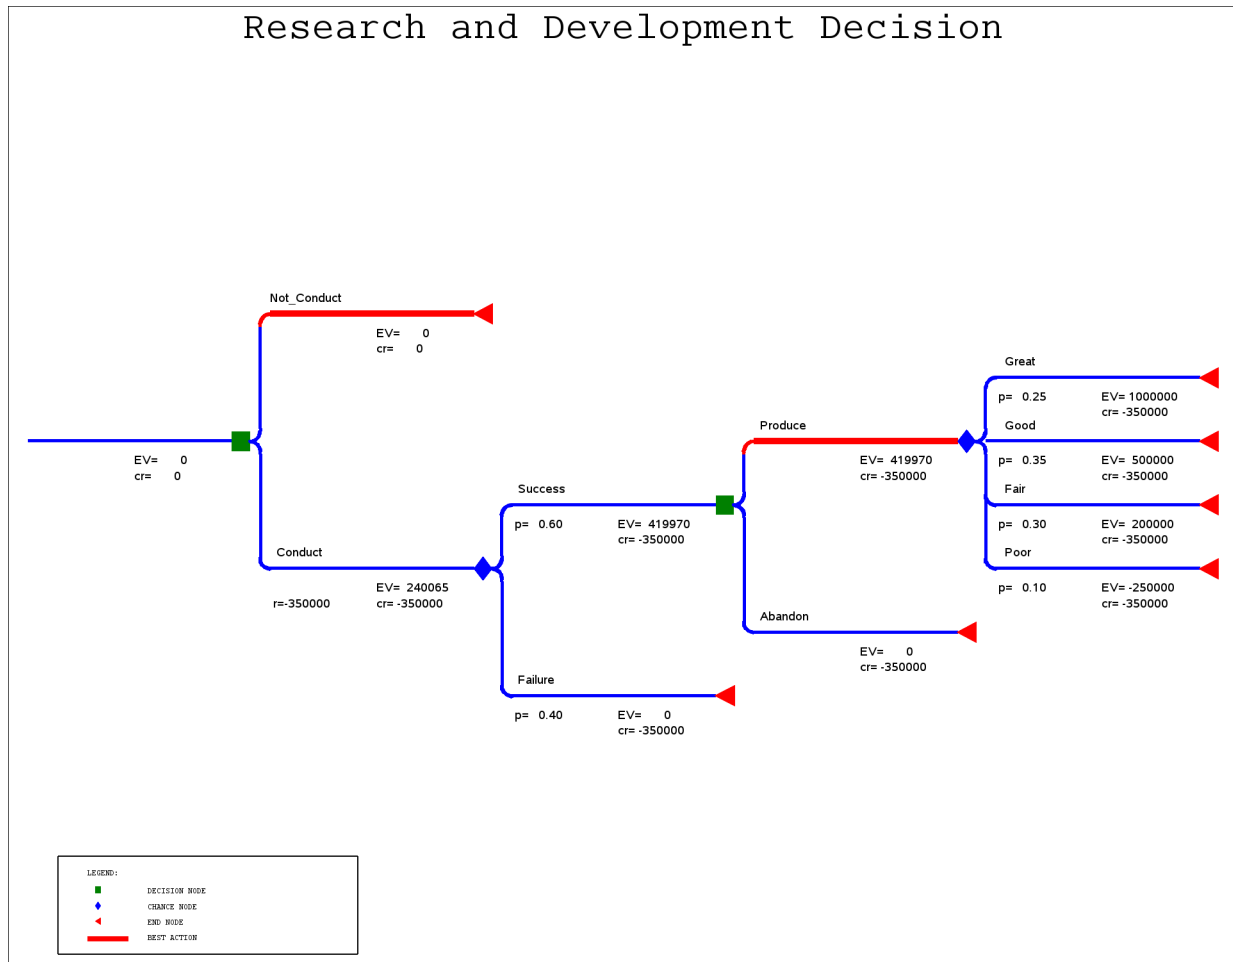 Research and Development Decision
Not_Conduct
EV= 0
cr= 0
Great
p= 0.25 EV= 1000000
cr= -350000
Produce
Good
EV= 0
cr= 0
EV= 419970
cr= -350000
p= 0.35 EV= 500000
cr= -350000
Success
Fair
p= 0.60 EV= 419970
cr= -350000
p= 0.30 EV= 200000
cr= -350000
Conduct
Poor
r=-350000
EV= 240065
cr= -350000
p= 0.10 EV= -250000
cr= -350000
Abandon
EV= 0
cr= -350000
Failure
p= 0.40 EV= 0
cr= -350000
LEGEND:
DECISION NODE
CHANCE NODE
END NODE
BEST ACTION